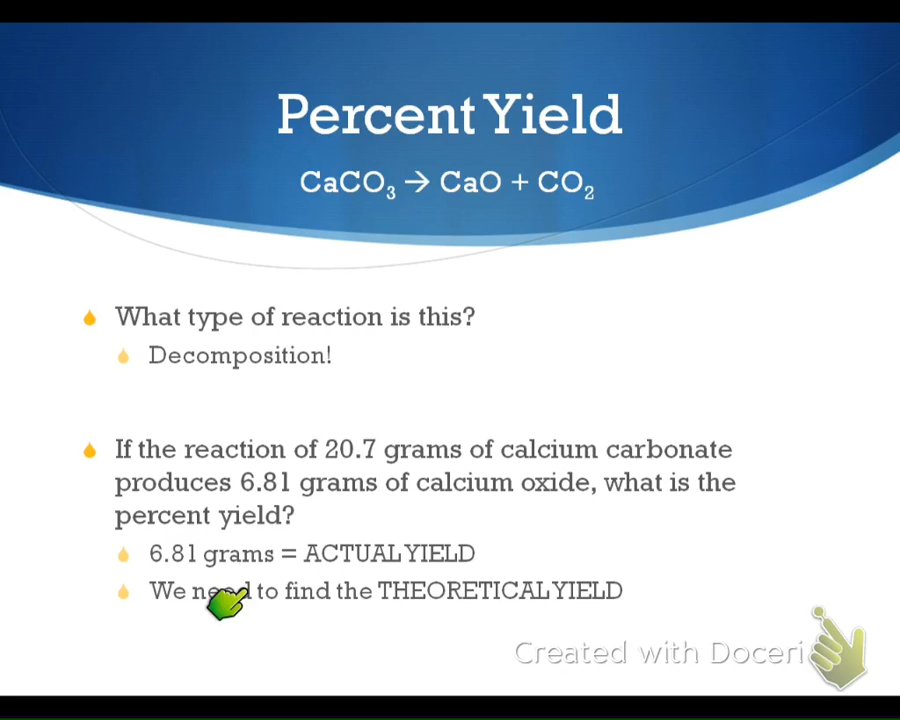 Percent Yield
CaCO₃ → CaO + CO₂
What type of reaction is this?
Decomposition!
If the reaction of 20.7 grams of calcium carbonate
produces 6.81 grams of calcium oxide, what is the
percent yield?
6.81 grams = ACTUAL YIELD
We need to find the THEORETICAL YIELD
Created with Doceri